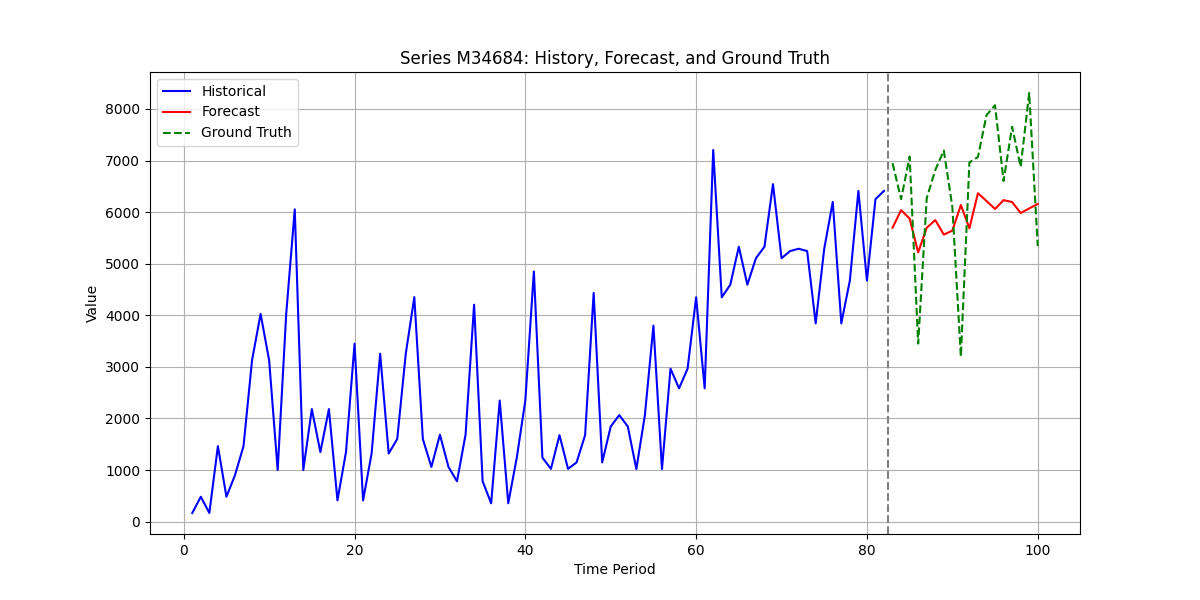 Series M34684: History, Forecast, and Ground Truth
Historical
Forecast
Ground Truth
8000
7000
6000
5000
4000
3000
2000
1000
0
Value
0 20 40 60 80 100
Time Period